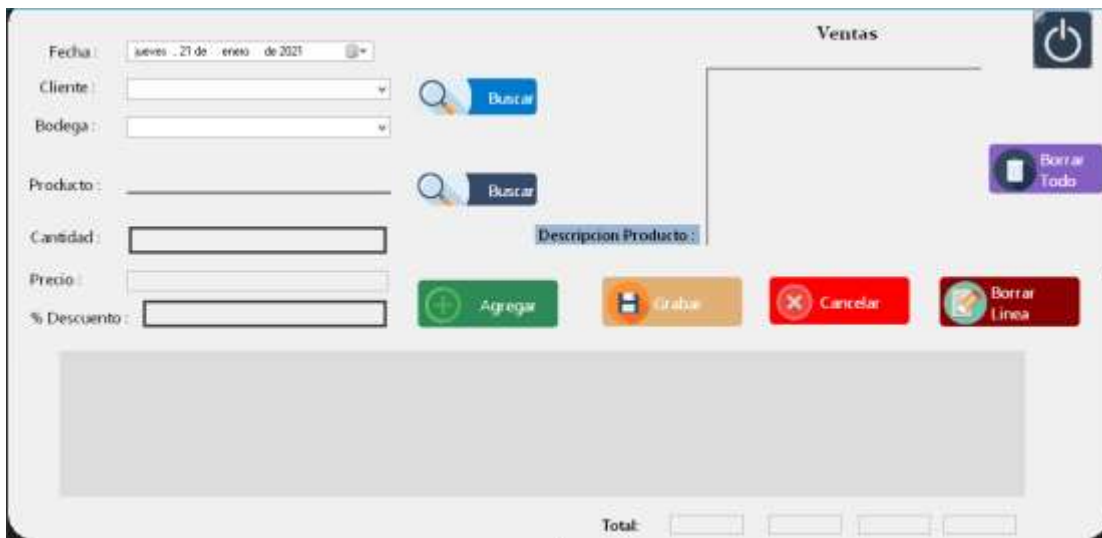 Ventas
Fecha :
jueves , 21 de enero de 2021
Cliente :
Buscar
Bodega :
Borrar
Todo
Producto :
Buscar
Cantidad :
Descripcion Producto :
Precio :
Agregar
Grabar
Cancelar
Borrar
Linea
% Descuento :
Total: